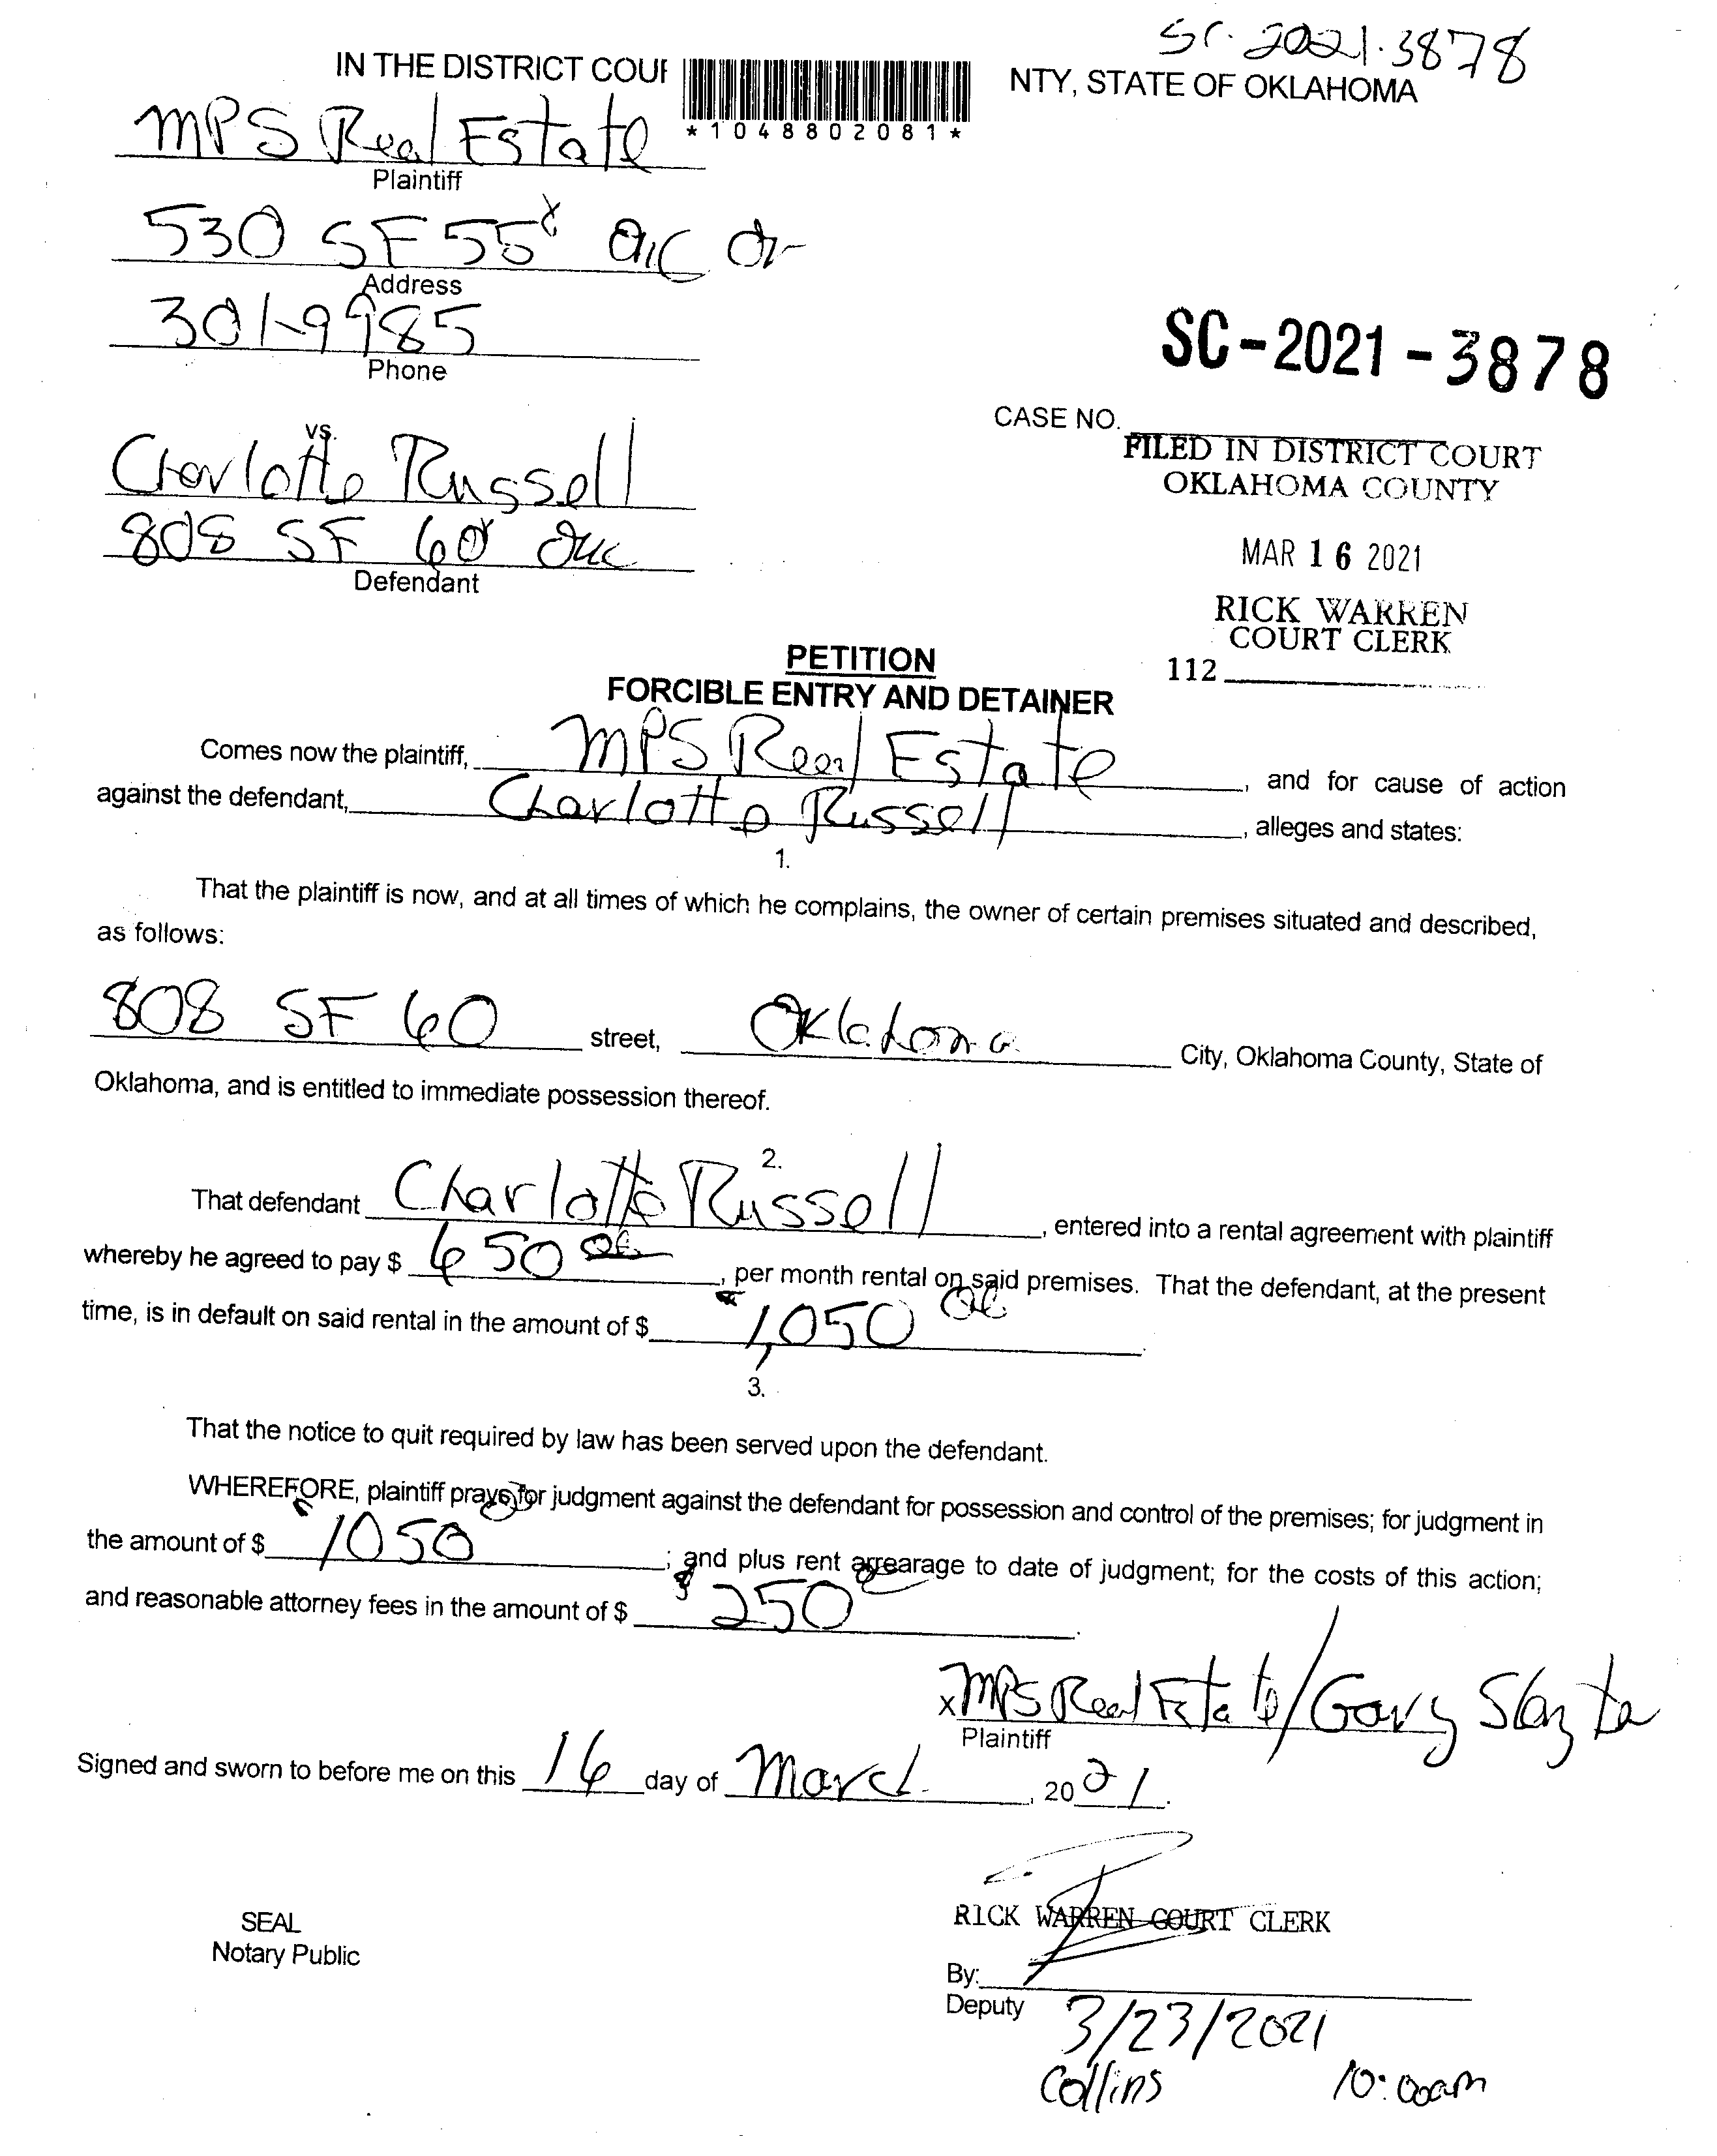 SC-2021-3878
IN THE DISTRICT COUR NTY, STATE OF OKLAHOMA
*1048802081*
MPS Real Estate
Plaintiff
530 SE 55
Address
301-9985
Phone
SC-2021-3878
CASE NO.
FILED IN DISTRICT COURT
OKLAHOMA COUNTY
MAR 16 2021
RICK WARREN
COURT CLERK
112
vs.
Charlotte Russell
808 SE 60
Defendant
PETITION
FORCIBLE ENTRY AND DETAINER
Comes now the plaintiff, MPS Real Estate, and for cause of action
against the defendant, Charlotte Russell, alleges and states:
1.
That the plaintiff is now, and at all times of which he complains, the owner of certain premises situated and described,
as follows:
808 SE 60 street, Oklahoma City, Oklahoma County, State of
Oklahoma, and is entitled to immediate possession thereof.
2.
That defendant Charlotte Russell, entered into a rental agreement with plaintiff
whereby he agreed to pay $ 650 00, per month rental on said premises. That the defendant, at the present
time, is in default on said rental in the amount of $ 1,050 00
3.
That the notice to quit required by law has been served upon the defendant.
WHEREFORE, plaintiff prays for judgment against the defendant for possession and control of the premises; for judgment in
the amount of $ 1050; and plus rent arrearage to date of judgment; for the costs of this action;
and reasonable attorney fees in the amount of $ 250.
x MPS Real Estate/Gary
Plaintiff
Signed and sworn to before me on this 16 day of March, 2021.
SEAL
Notary Public
RICK WARREN COURT CLERK
By:
Deputy
3/23/2021
Collins 10:00am